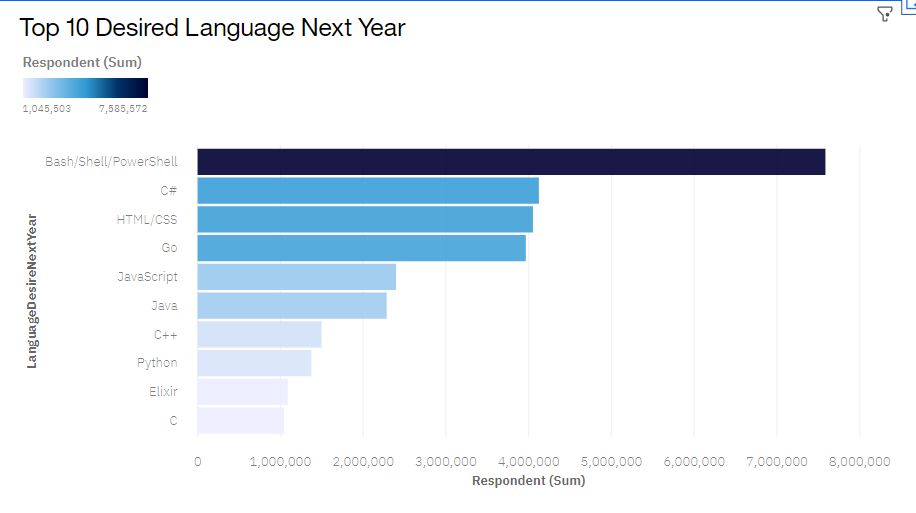 Top 10 Desired Language Next Year
Respondent (Sum)
1,045,503 7,585,572
LanguageDesireNextYear
Bash/Shell/PowerShell
C#
HTML/CSS
Go
JavaScript
Java
C++
Python
Elixir
C
0 1,000,000 2,000,000 3,000,000 4,000,000 5,000,000 6,000,000 7,000,000 8,000,000
Respondent (Sum)